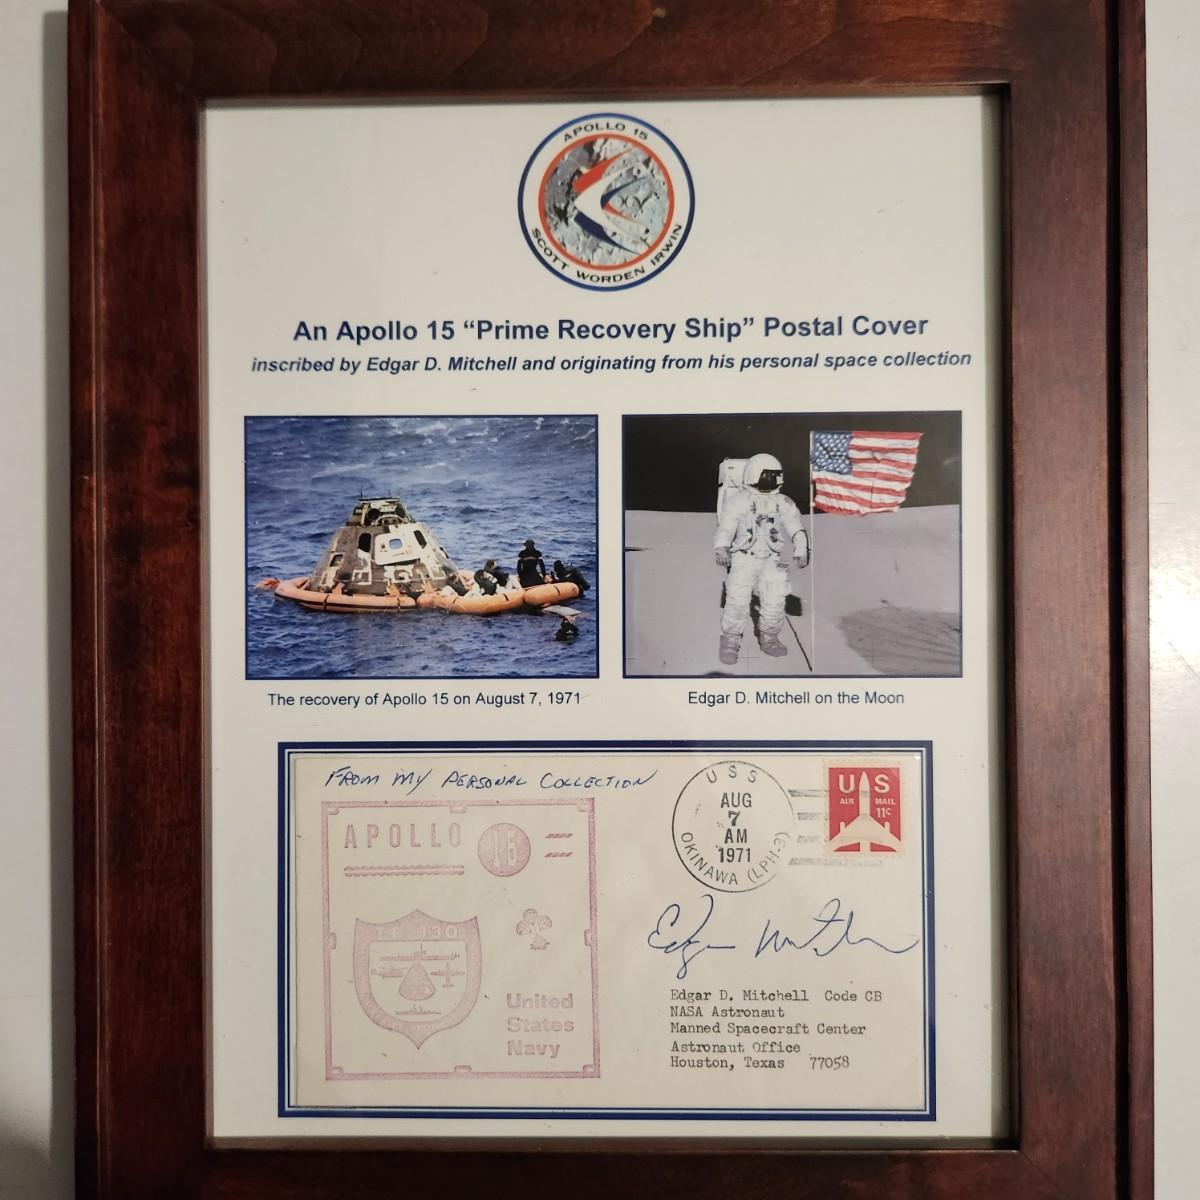 APOLLO 15
SCOTT WORDEN IRWIN
An Apollo 15 “Prime Recovery Ship” Postal Cover
inscribed by Edgar D. Mitchell and originating from his personal space collection
The recovery of Apollo 15 on August 7, 1971
Edgar D. Mitchell on the Moon
FROM MY PERSONAL COLLECTION
APOLLO 15
TF 130
United
States
Navy
USS
AUG
7
AM
1971
OKINAWA (LPH-3)
US
AIR MAIL
11¢
Edgar Mitchell
Edgar D. Mitchell Code CB
NASA Astronaut
Manned Spacecraft Center
Astronaut Office
Houston, Texas 77058